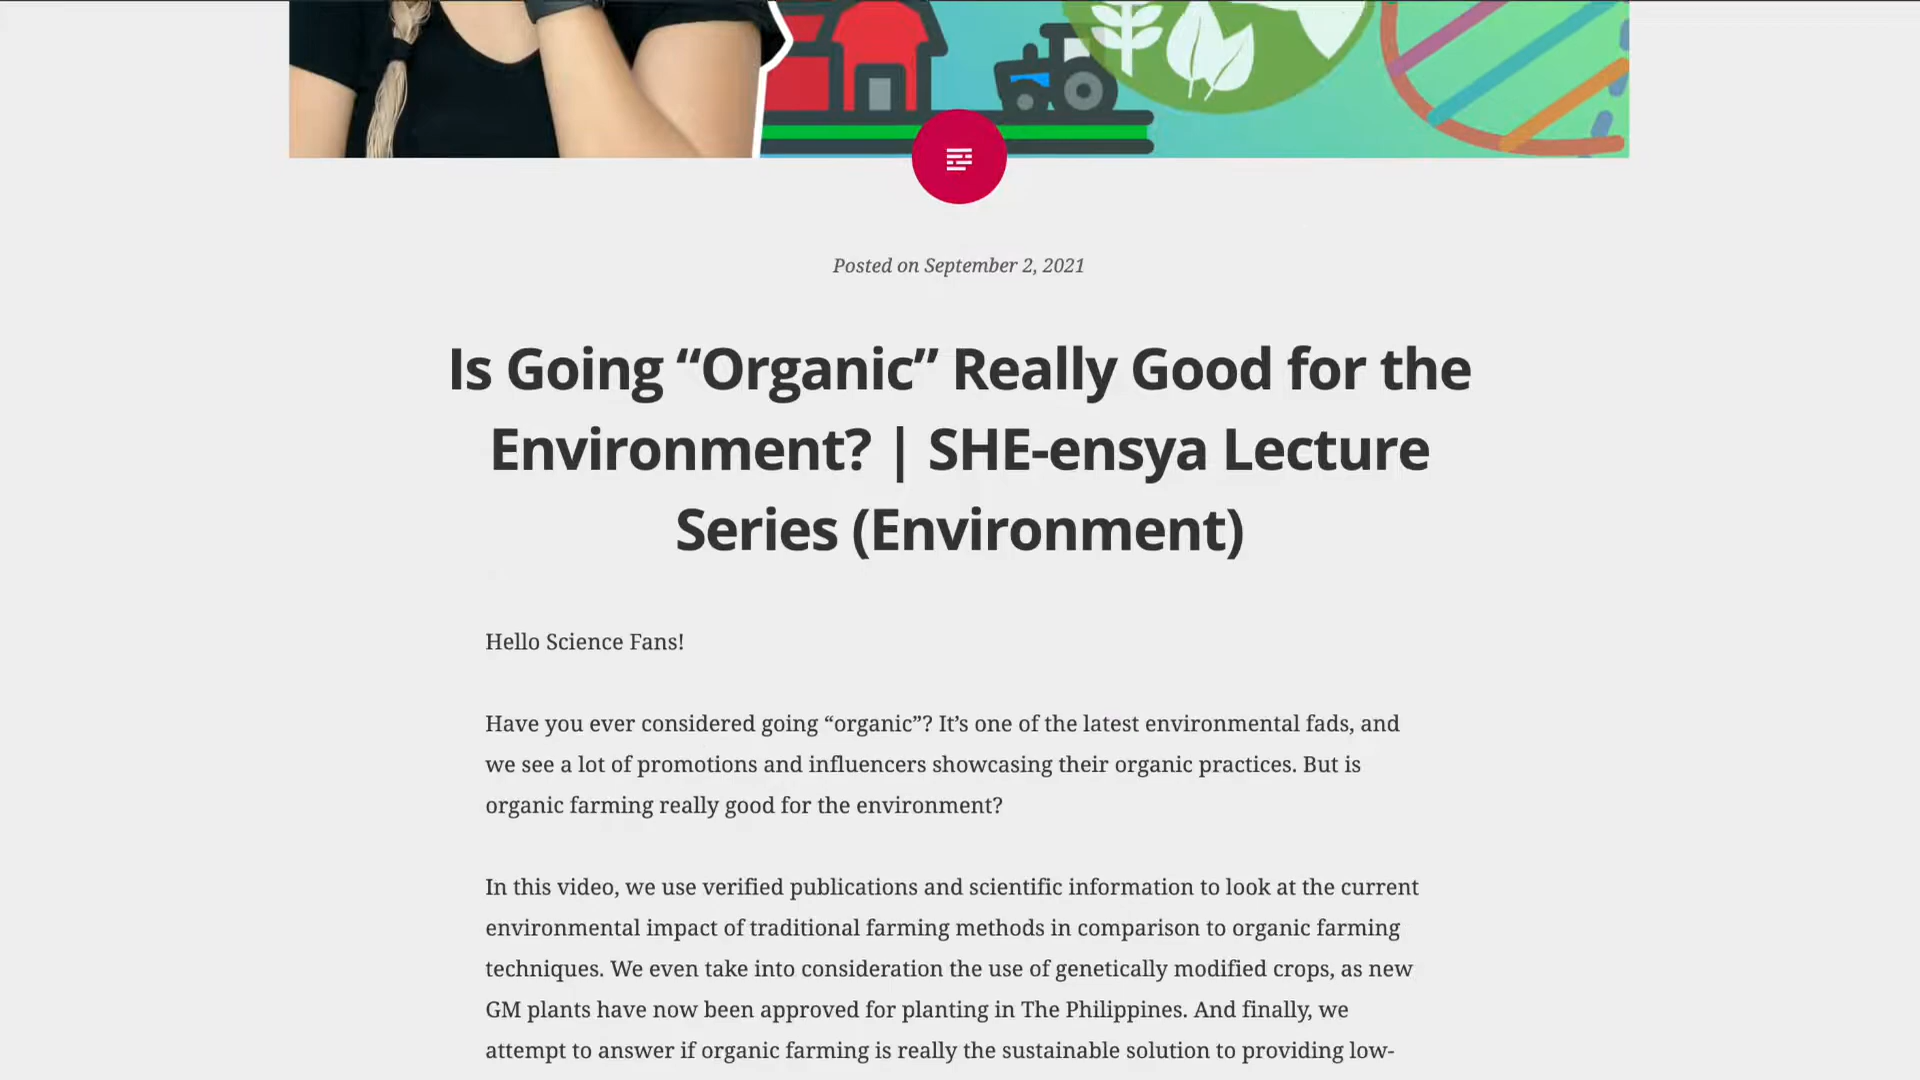 Posted on September 2, 2021
Is Going “Organic” Really Good for the
Environment? | SHE-ensya Lecture
Series (Environment)
Hello Science Fans!
Have you ever considered going “organic”? It’s one of the latest environmental fads, and
we see a lot of promotions and influencers showcasing their organic practices. But is
organic farming really good for the environment?
In this video, we use verified publications and scientific information to look at the current
environmental impact of traditional farming methods in comparison to organic farming
techniques. We even take into consideration the use of genetically modified crops, as new
GM plants have now been approved for planting in The Philippines. And finally, we
attempt to answer if organic farming is really the sustainable solution to providing low-